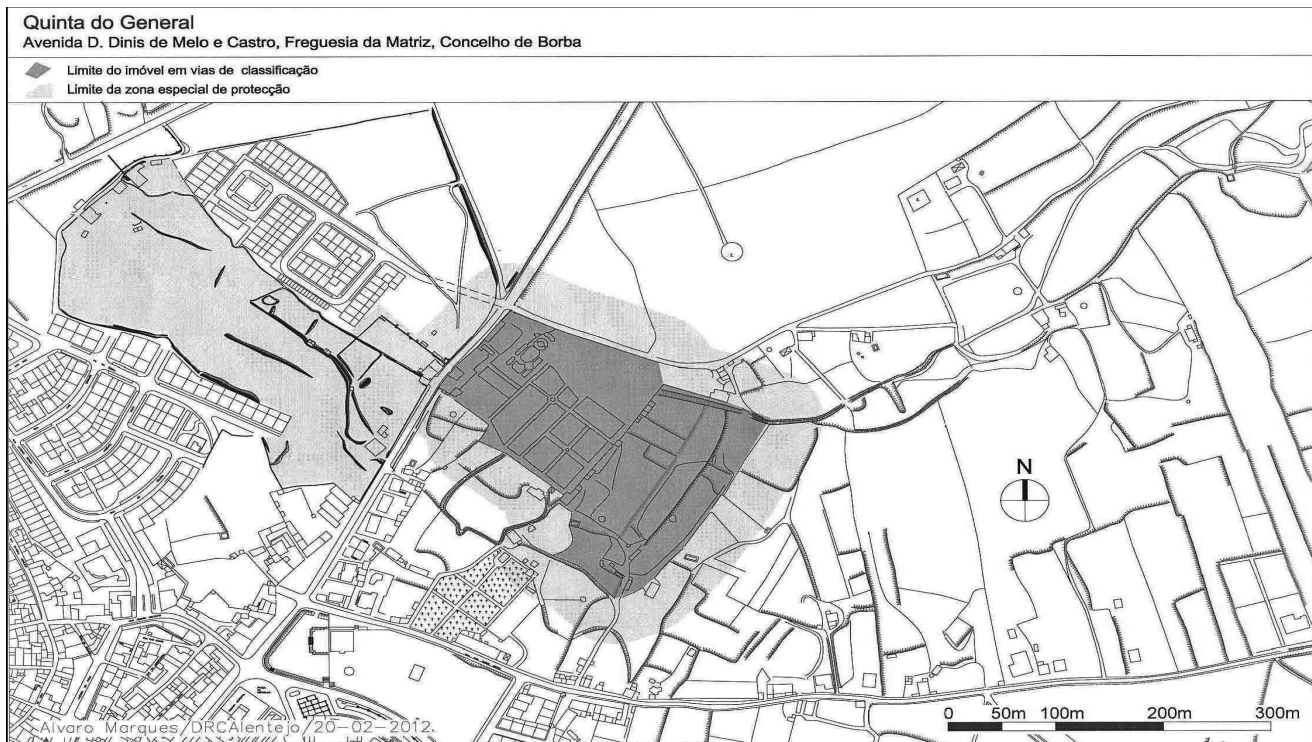 Quinta do General
Avenida D. Dinis de Melo e Castro, Freguesia da Matriz, Concelho de Borba
Limite do imóvel em vias de classificação
Limite da zona especial de protecção
N
0 50m 100m 200m 300m
Alvaro Marques/DRCAlentejo/20-02-2012.